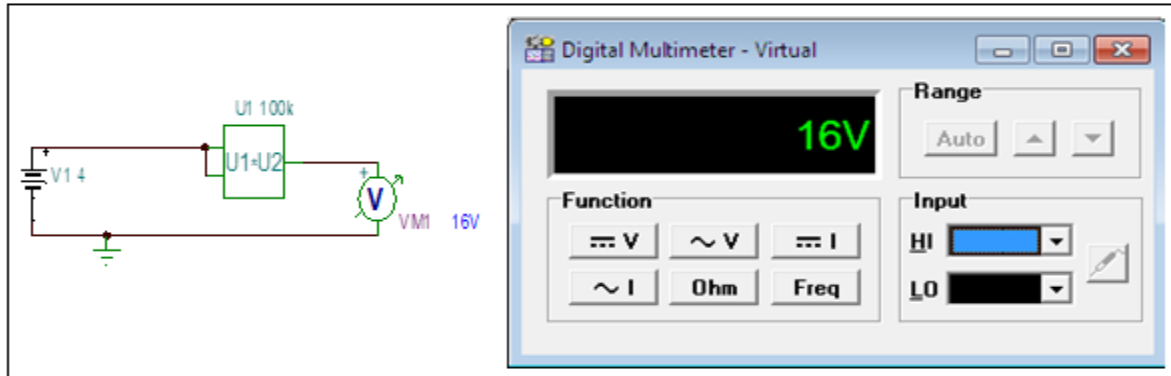 U1 100k
U1*U2
V1 4
V
VM1 16V
Digital Multimeter - Virtual
16V
Range
Auto
Function
V
~ V
I
~ I
Ohm
Freq
Input
HI
LO